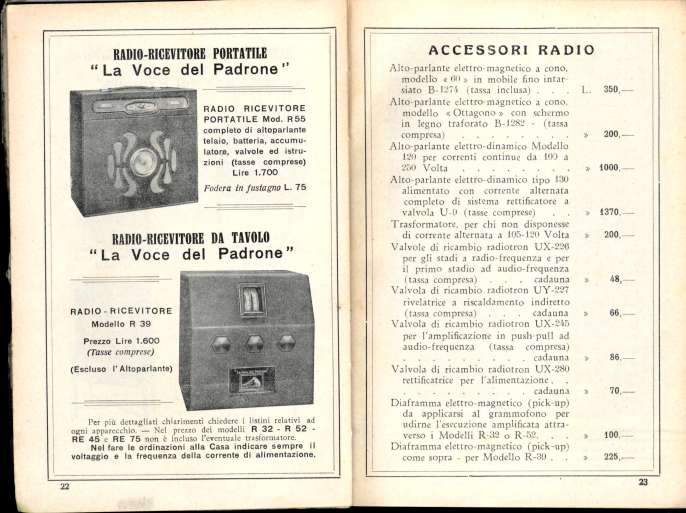 RADIO-RICEVITORE PORTATILE
"La Voce del Padrone"
RADIO RICEVITORE
PORTATILE Mod. R55
completo di altoparlante
telaio, batteria, accumu-
latore, valvole ed istru-
zioni (tasse comprese)
Lire 1.700
Fodera in fustagno L. 75
RADIO-RICEVITORE DA TAVOLO
"La Voce del Padrone"
RADIO-RICEVITORE
Modello R 39
Prezzo Lire 1.600
(Tasse comprese)
(Escluso l'Altoparlante)
Per più dettagliati chiarimenti chiedere i listini relativi ad
ogni apparecchio. — Nel prezzo dei modelli R 32 - R 52 -
RE 45 e RE 75 non è incluso l'eventuale trasformatore.
Nel fare le ordinazioni alla Casa indicare sempre il
voltaggio e la frequenza della corrente di alimentazione.
22
ACCESSORI RADIO
Alto-parlante elettro-magnetico a cono,
modello « 60 » in mobile fino intar-
siato B-1274 (tassa inclusa) . . . L. 350,—
Alto-parlante elettro-magnetico a cono,
modello « Ottagono » con schermo
in legno traforato B-1282 - (tassa
compresa) . . . . . . . . » 200,—
Alto-parlante elettro-dinamico Modello
120 per correnti continue da 100 a
250 Volta . . . . . . . . » 1000,—
Alto-parlante elettro-dinamico tipo 130
alimentato con corrente alternata
completo di sistema rettificatore a
valvola U-9 (tasse comprese) . . » 1370,—
Trasformatore, per chi non disponesse
di corrente alternata a 105-120 Volta » 200,—
Valvole di ricambio radiotron UX-226
per gli stadi a radio-frequenza e per
il primo stadio ad audio-frequenza
(tassa compresa) . . . cadauna » 48,—
Valvola di ricambio radiotron UY-227
rivelatrice a riscaldamento indiretto
(tassa compresa) . . . cadauna » 66,—
Valvola di ricambio radiotron UX-245
per l'amplificazione in push-pull ad
audio-frequenza (tassa compresa)
. . . . . . . . cadauna » 86,—
Valvola di ricambio radiotron UX-280
rettificatrice per l'alimentazione. .
. . . . . . . . cadauna » 70,—
Diaframma elettro-magnetico (pick-up)
da applicarsi al grammofono per
udirne l'esecuzione amplificata attra-
verso i Modelli R-32 o R-52. . . » 100,—
Diaframma elettro-magnetico (pick-up)
come sopra - per Modello R-39 . . » 225,—
23